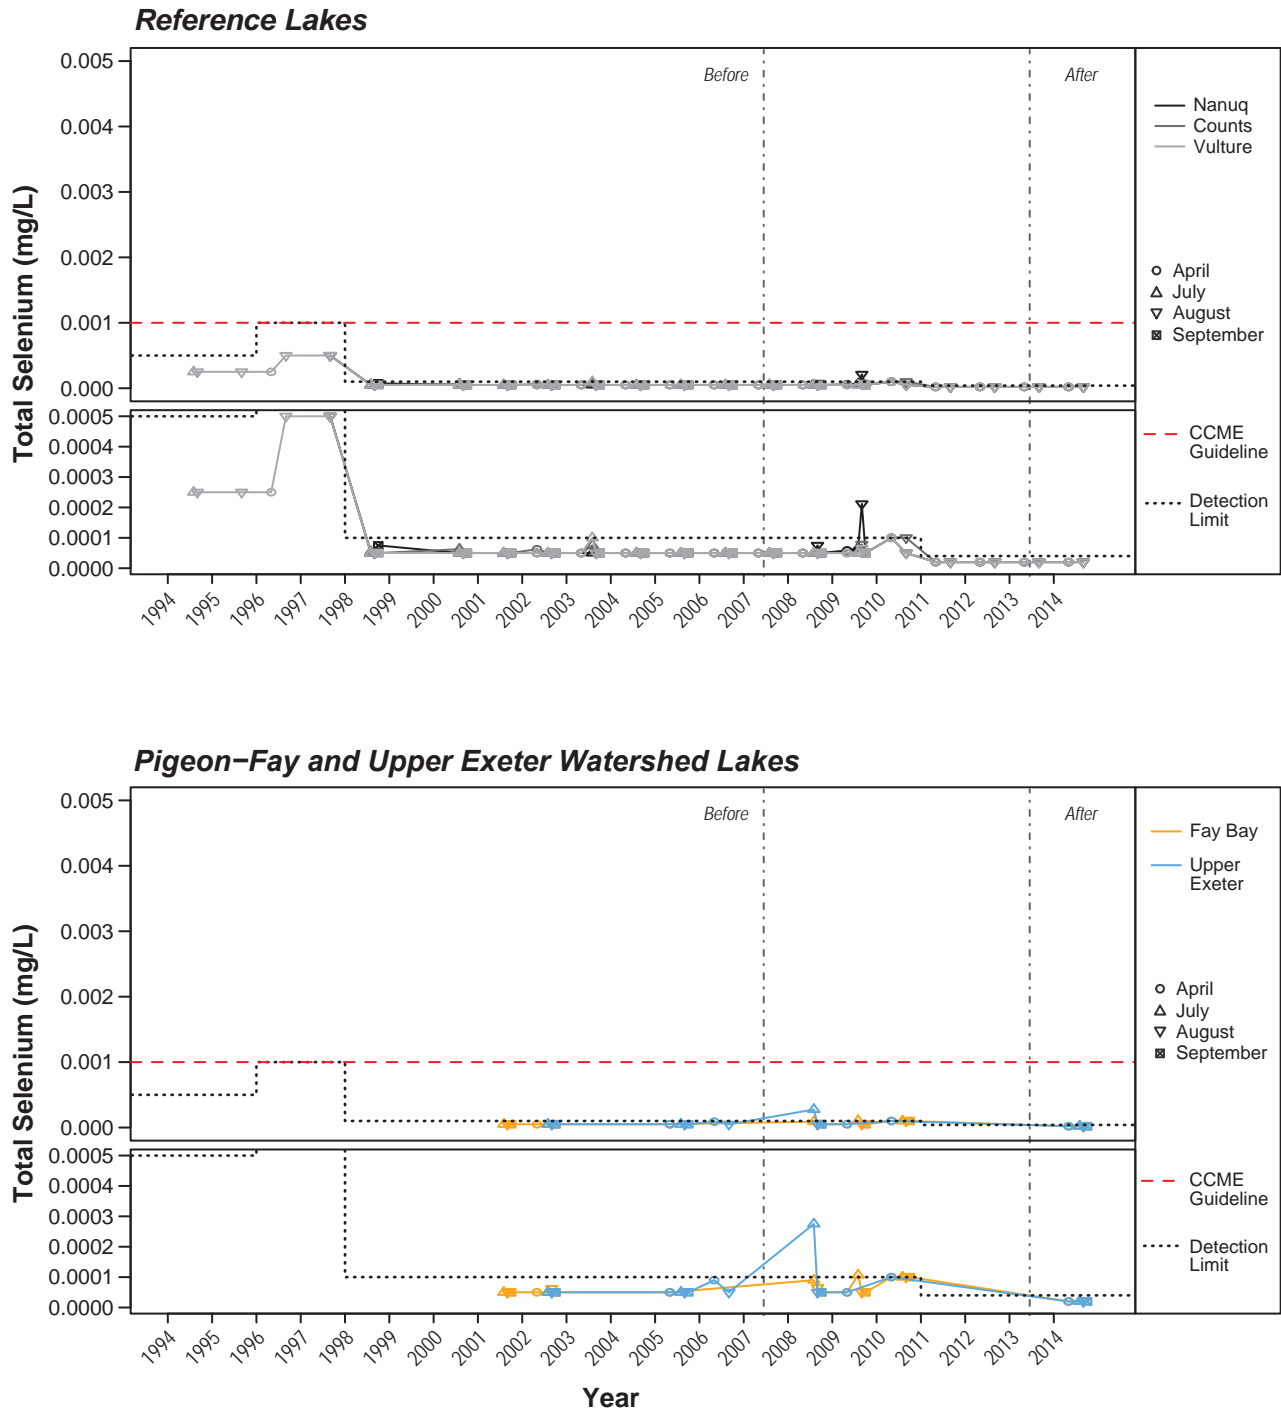 Reference Lakes
Total Selenium (mg/L)
0.005
0.004
0.003
0.002
0.001
0.000
Before
After
Nanuq
Counts
Vulture
April
July
August
September
0.0005
0.0004
0.0003
0.0002
0.0001
0.0000
CCME
Guideline
Detection
Limit
1994
1995
1996
1997
1998
1999
2000
2001
2002
2003
2004
2005
2006
2007
2008
2009
2010
2011
2012
2013
2014
Pigeon−Fay and Upper Exeter Watershed Lakes
Total Selenium (mg/L)
0.005
0.004
0.003
0.002
0.001
0.000
Before
After
Fay Bay
Upper
Exeter
April
July
August
September
0.0005
0.0004
0.0003
0.0002
0.0001
0.0000
CCME
Guideline
Detection
Limit
1994
1995
1996
1997
1998
1999
2000
2001
2002
2003
2004
2005
2006
2007
2008
2009
2010
2011
2012
2013
2014
Year